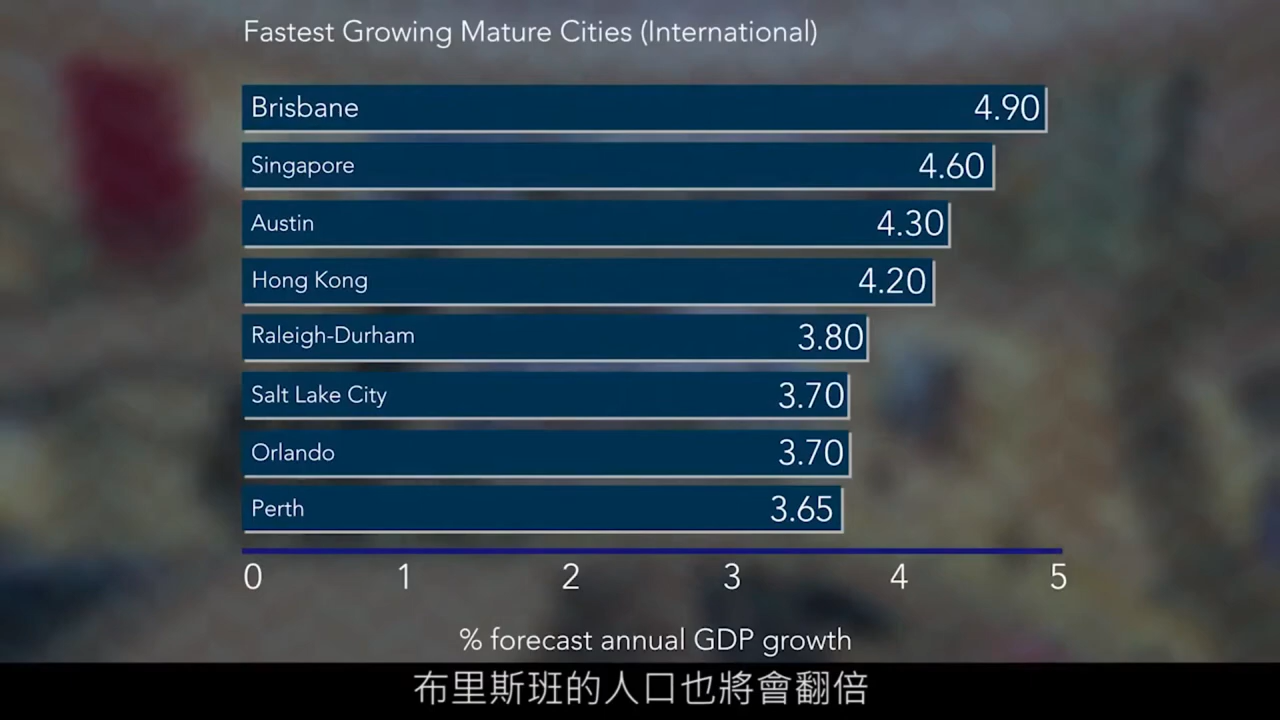 Fastest Growing Mature Cities (International)
Brisbane 4.90
Singapore 4.60
Austin 4.30
Hong Kong 4.20
Raleigh-Durham 3.80
Salt Lake City 3.70
Orlando 3.70
Perth 3.65
0 1 2 3 4 5
% forecast annual GDP growth
布里斯班的人口也將會翻倍